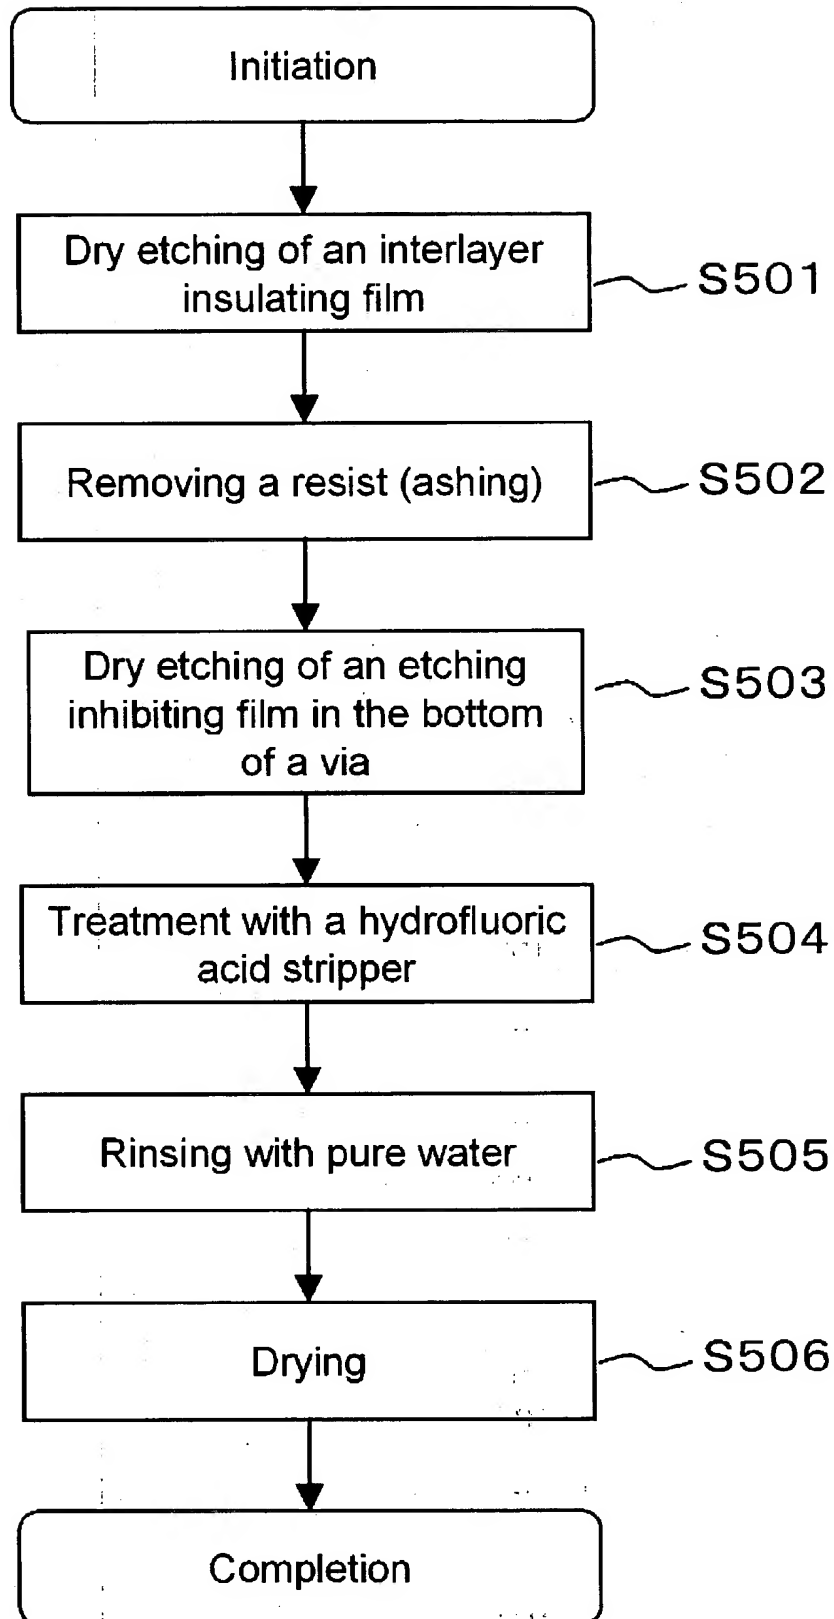 Initiation
Dry etching of an interlayer
insulating film
S501
Removing a resist (ashing)
S502
Dry etching of an etching
inhibiting film in the bottom
of a via
S503
Treatment with a hydrofluoric
acid stripper
S504
Rinsing with pure water
S505
Drying
S506
Completion